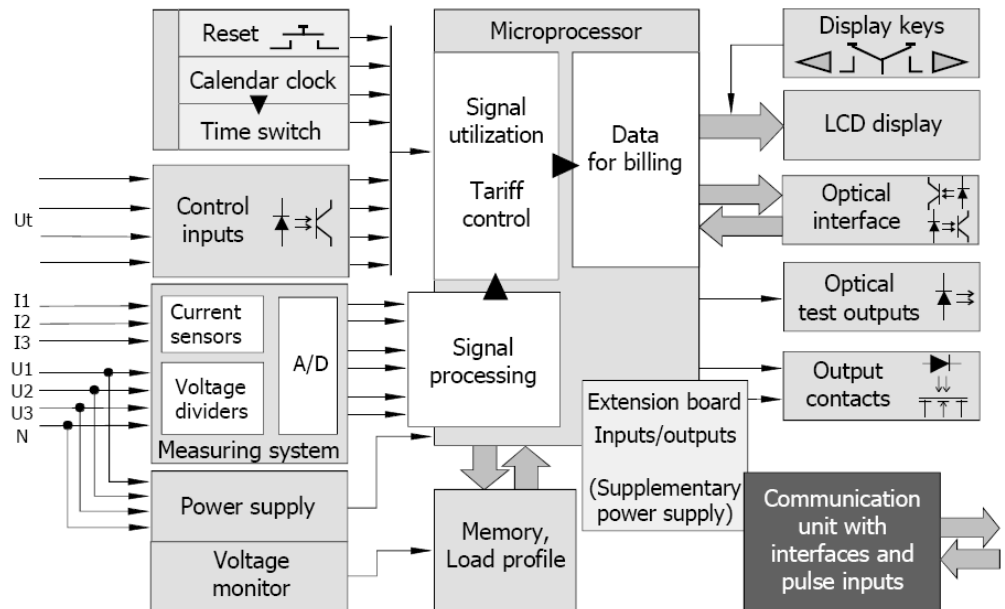 Reset
Calendar clock
Time switch
Ut
Control
inputs
I1
I2
I3
U1
U2
U3
N
Current
sensors
Voltage
dividers
A/D
Measuring system
Power supply
Voltage
monitor
Microprocessor
Signal
utilization
Tariff
control
Data
for billing
Signal
processing
Memory,
Load profile
Extension board
Inputs/outputs
(Supplementary
power supply)
Display keys
LCD display
Optical
interface
Optical
test outputs
Output
contacts
Communication
unit with
interfaces and
pulse inputs